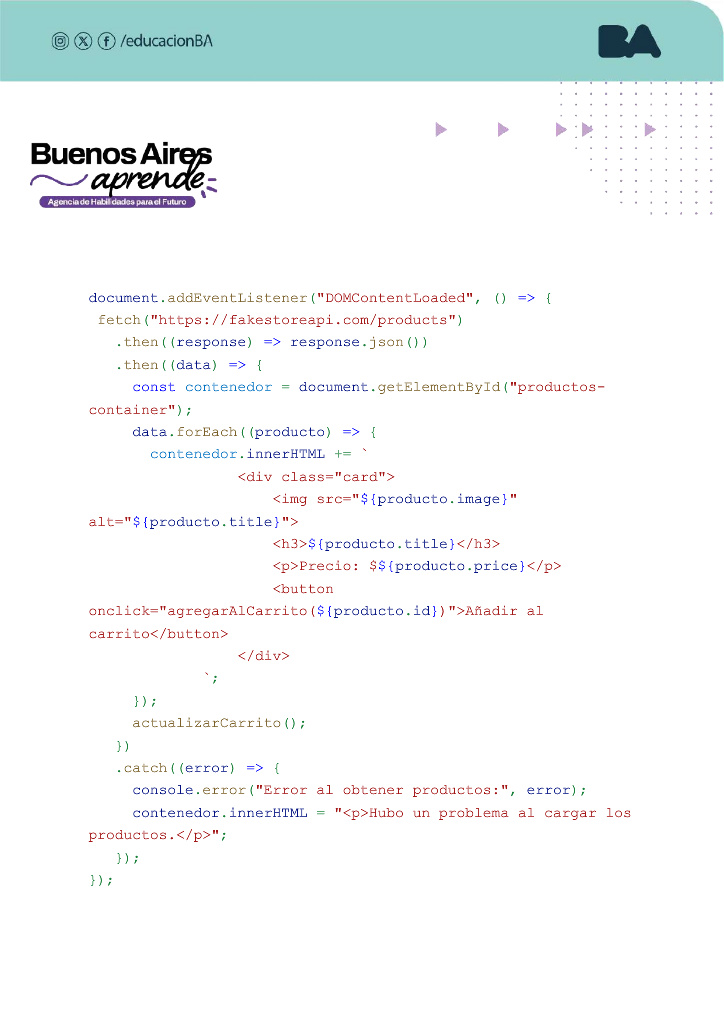 /educacionBA
BA
Buenos Aires
aprende
Agencia de Habilidades para el Futuro
document.addEventListener("DOMContentLoaded", () => {
fetch("https://fakestoreapi.com/products")
.then((response) => response.json())
.then((data) => {
const contenedor = document.getElementById("productos-
container");
data.forEach((producto) => {
contenedor.innerHTML += `
<div class="card">
<img src="${producto.image}"
alt="${producto.title}">
<h3>${producto.title}</h3>
<p>Precio: $${producto.price}</p>
<button
onclick="agregarAlCarrito(${producto.id})">Añadir al
carrito</button>
</div>
`;
});
actualizarCarrito();
})
.catch((error) => {
console.error("Error al obtener productos:", error);
contenedor.innerHTML = "<p>Hubo un problema al cargar los
productos.</p>";
});
});